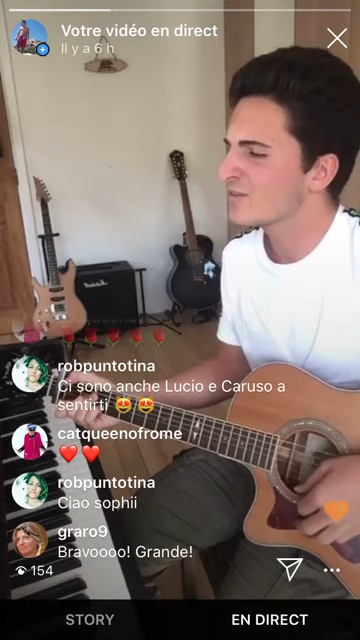 Votre vidéo en direct
Il y a 6 h
robpuntotina
Ci sono anche Lucio e Caruso a
sentirti 😍 😍
catqueenofrome
❤️ ❤️
robpuntotina
Ciao sophii
graro9
Bravoooo! Grande!
154
STORY
EN DIRECT